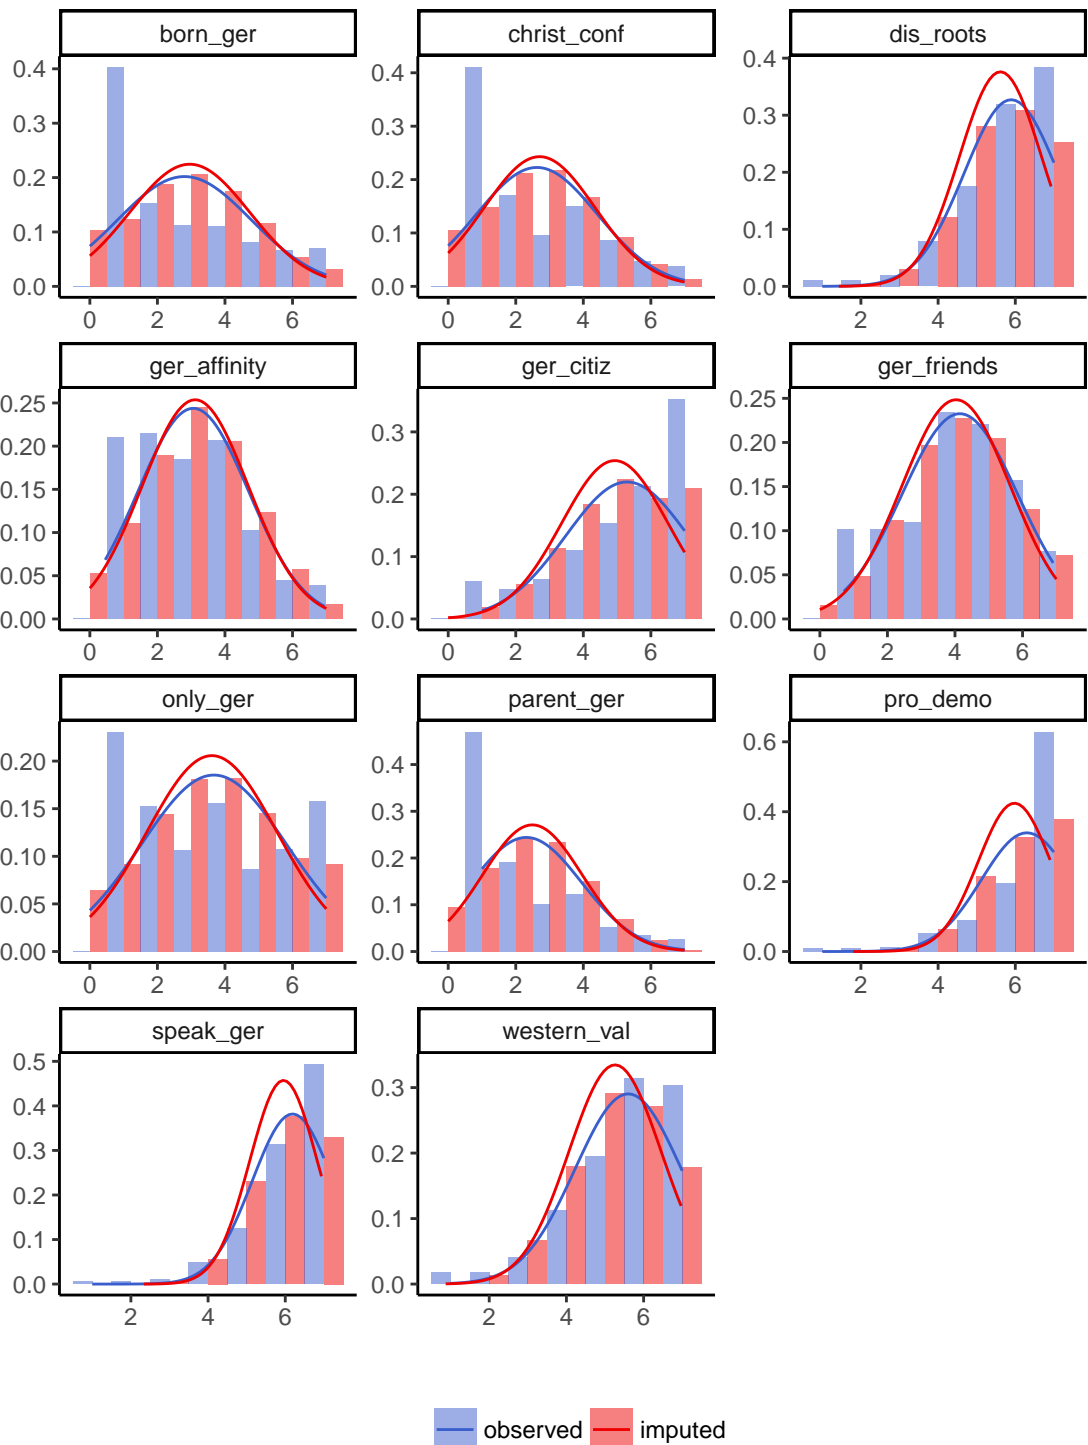 born_ger christ_conf dis_roots
0.4 0.4 0.4
0.3 0.3 0.3
0.2 0.2 0.2
0.1 0.1 0.1
0.0 0.0 0.0
0 2 4 6 0 2 4 6 2 4 6
ger_affinity ger_citiz ger_friends
0.25 0.3 0.25
0.20 0.2 0.20
0.15 0.15
0.10 0.1 0.10
0.05 0.05
0.00 0.0 0.00
0 2 4 6 0 2 4 6 0 2 4 6
only_ger parent_ger pro_demo
0.20 0.4 0.6
0.15 0.3 0.4
0.10 0.2
0.05 0.1 0.2
0.00 0.0 0.0
0 2 4 6 0 2 4 6 2 4 6
speak_ger western_val
0.5 0.3
0.4
0.3 0.2
0.2 0.1
0.1
0.0 0.0
2 4 6 2 4 6
observed imputed